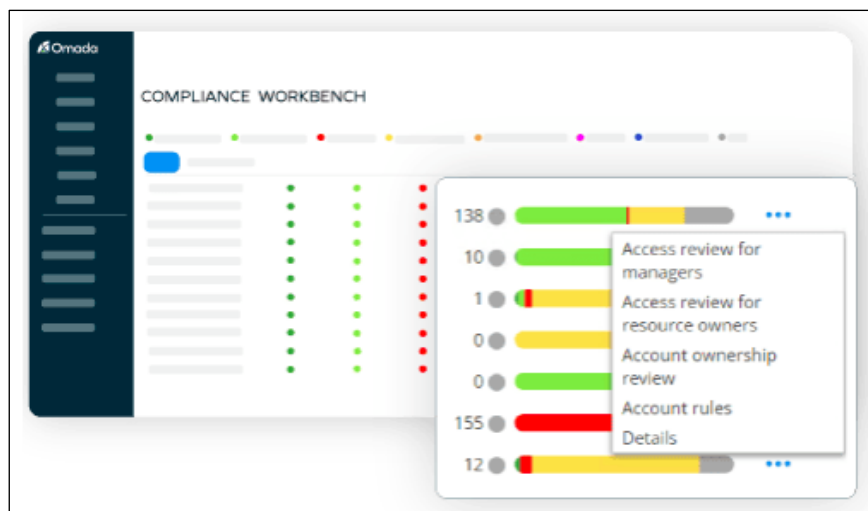 Omada
COMPLIANCE WORKBENCH
138
10
1
0
0
155
12
Access review for
managers
Access review for
resource owners
Account ownership
review
Account rules
Details